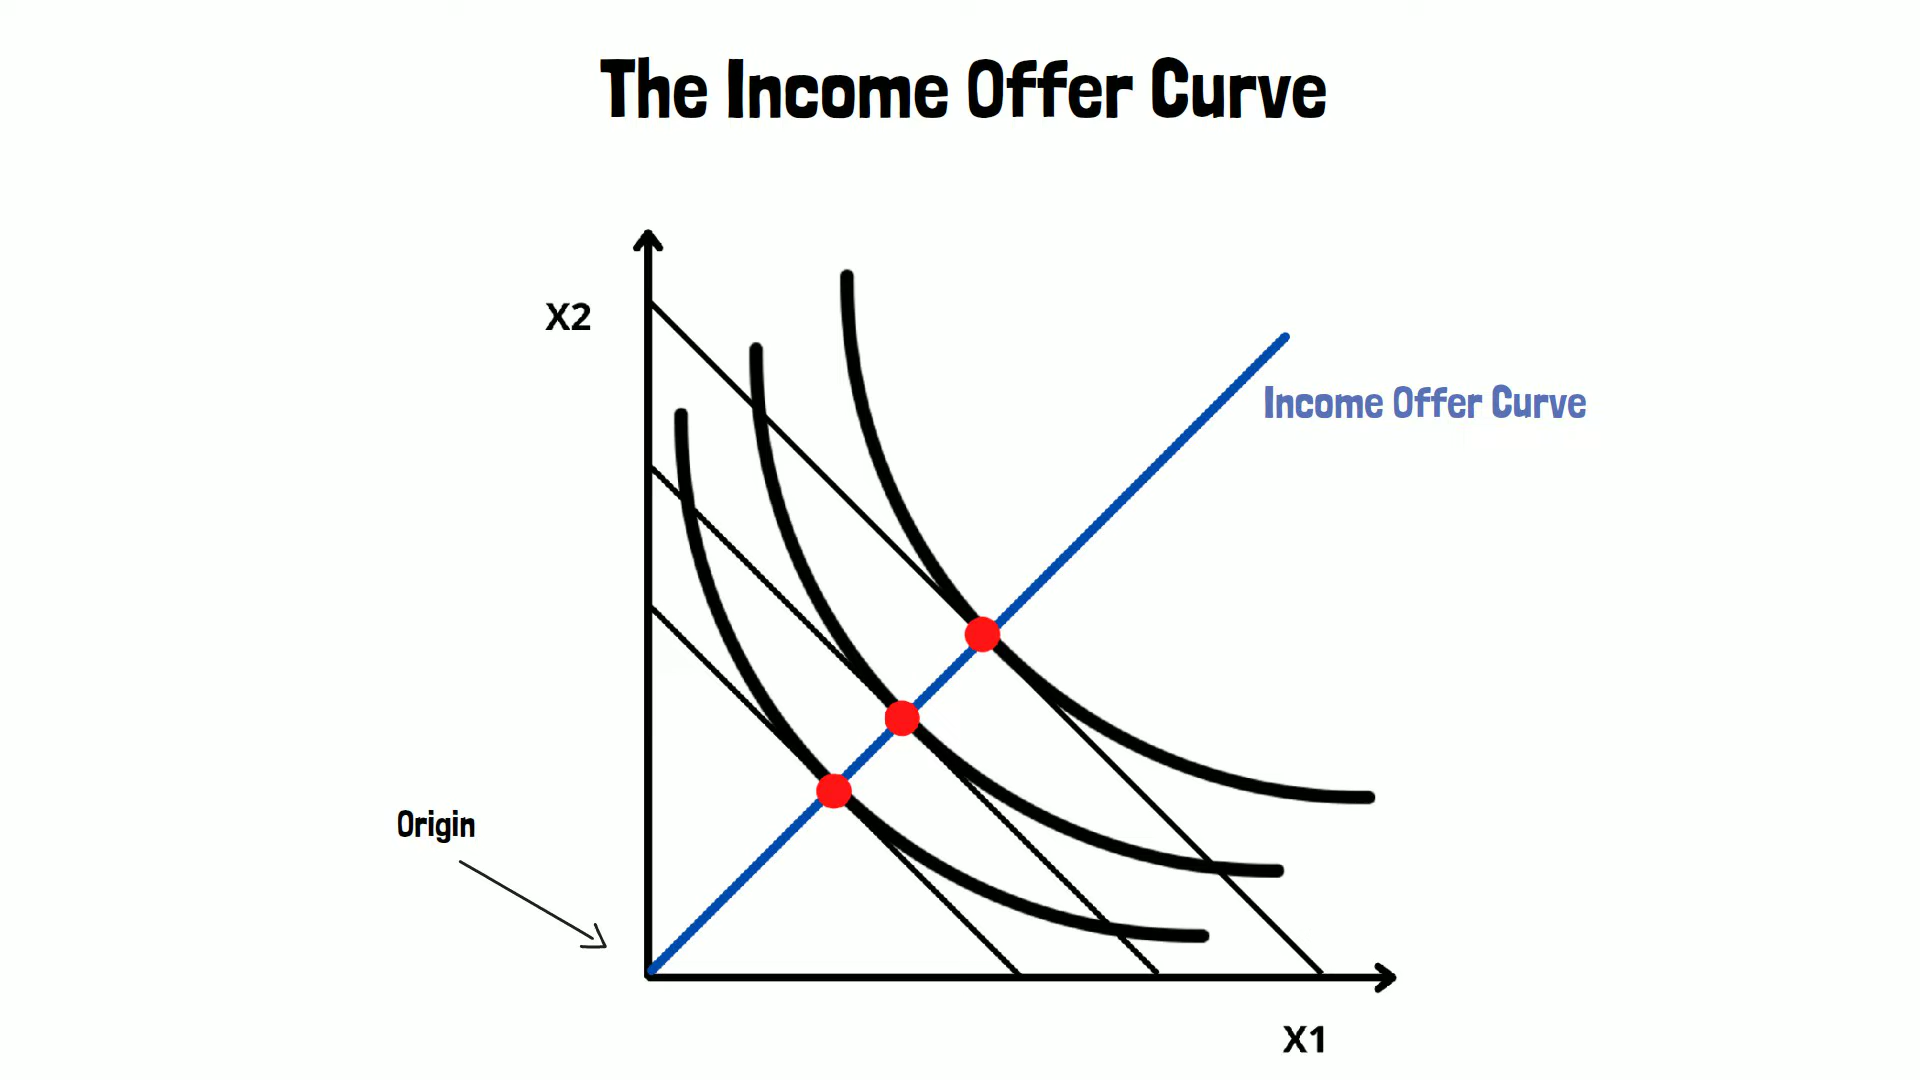 The Income Offer Curve
X2
Income Offer Curve
Origin
X1